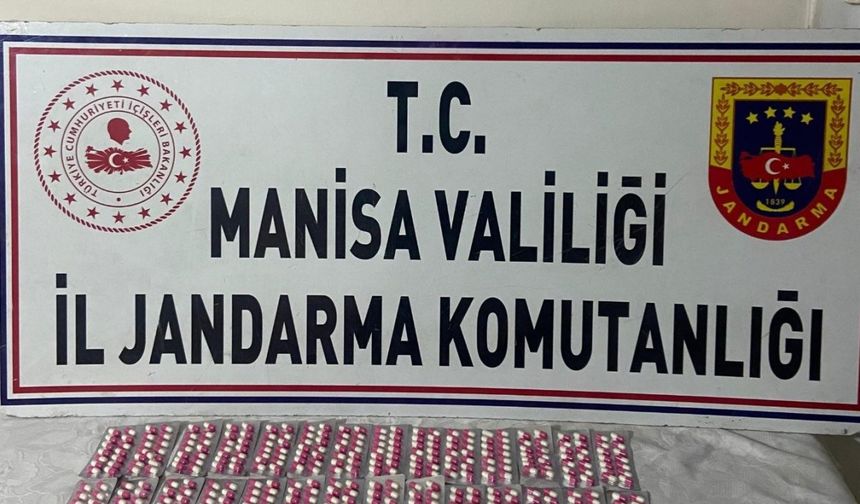 T.C.
MANİSA VALİLİĞİ
İL JANDARMA KOMUTANLIĞI
TÜRKİYE CUMHURİYETİ İÇİŞLERİ BAKANLIĞI
1839
JANDARMA